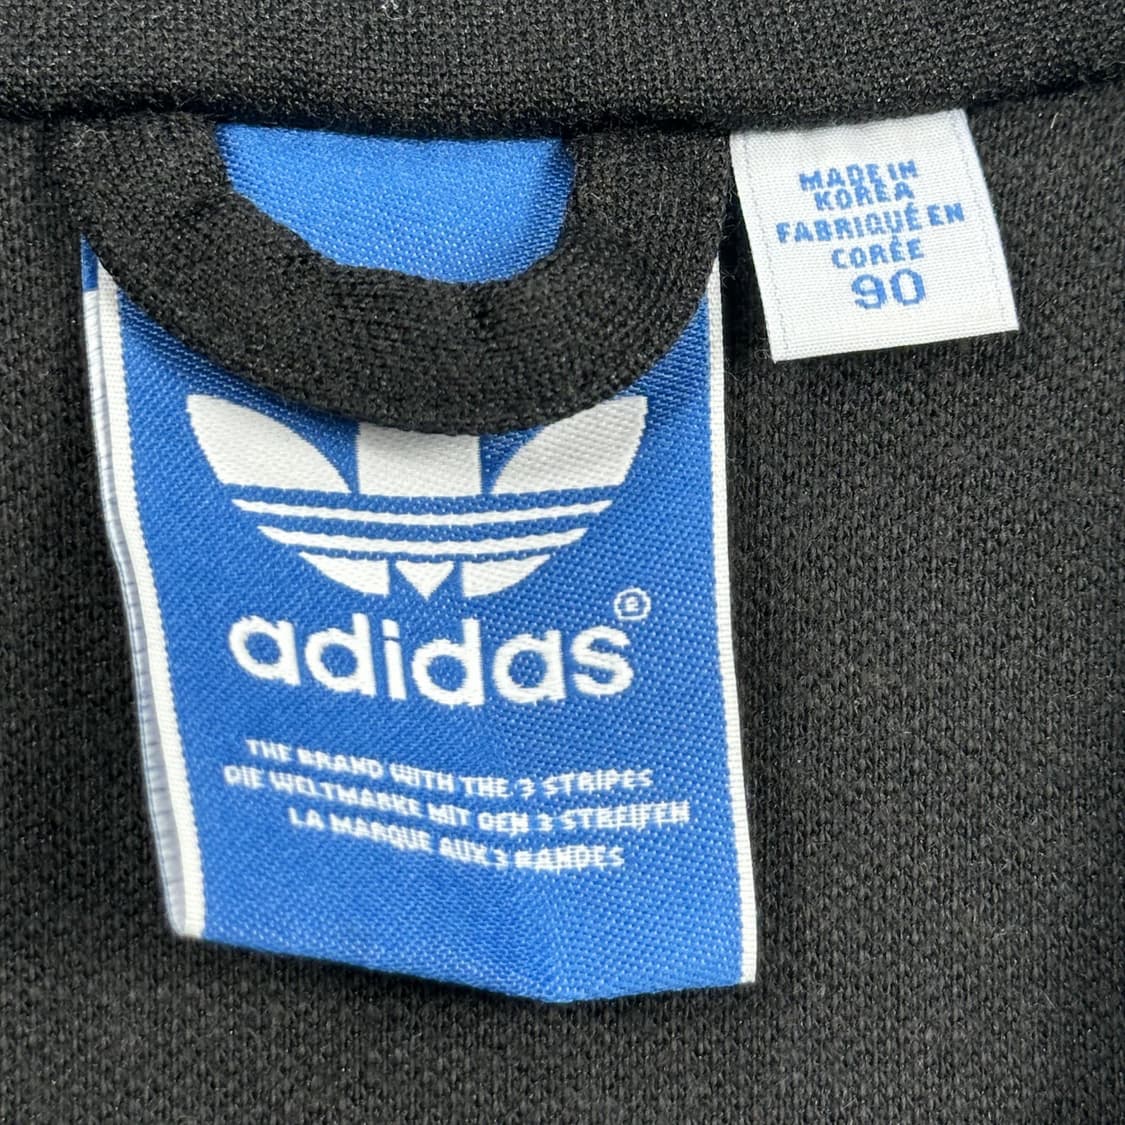 MADE IN
KOREA
FABRIQUÉ EN
CORÉE
90
adidas®
THE BRAND WITH THE 3 STRIPES
DIE WELTMARKE MIT DEN 3 STREIFEN
LA MARQUE AUX 3 BANDES